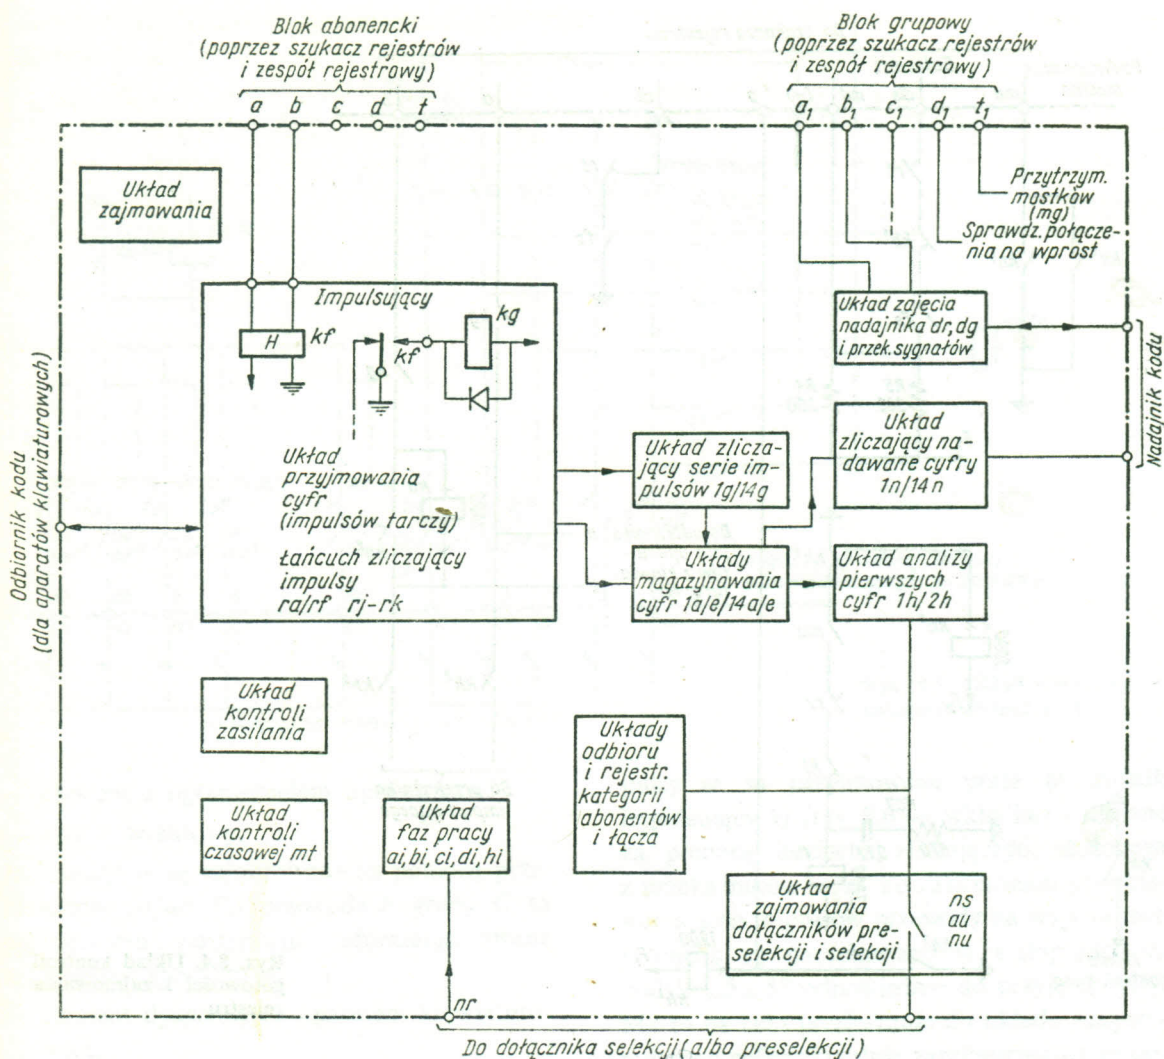 Blok abonencki
(poprzez szukacz rejestrów
i zespół rejestrowy)
a b c d t
Blok grupowy
(poprzez szukacz rejestrów
i zespół rejestrowy)
a1 b1 c1 d1 t1
Układ
zajmowania
Przytrzym.
mostków
(mg)
Sprawdz. połącze-
nia na wprost
Impulsujący
H
kf
kf
kg
Układ zajęcia
nadajnika dr, dg
i przek. sygnałów
Nadajnik kodu
Układ
przyjmowania
cyfr
(impulsów tarczy)
Łańcuch zliczający
impulsy
ra/rf rj-rk
Układ zlicza-
jący serie im-
pulsów 1g/14g
Układ
zliczający na-
dawane cyfry
1n/14n
Odbiornik kodu
(dla aparatów klawiaturowych)
Układy
magazynowania
cyfr 1a/e/14a/e
Układ analizy
pierwszych
cyfr 1h/2h
Układ
kontroli
zasilania
Układy
odbioru
i rejestr.
kategorii
abonentów
i łącza
Układ
kontroli
czasowej mt
Układ
faz pracy
ai, bi, ci, di, hi
Układ
zajmowania
dołączników pre-
selekcji i selekcji
ns
au
nu
nr
Do dołącznika selekcji (albo preselekcji)